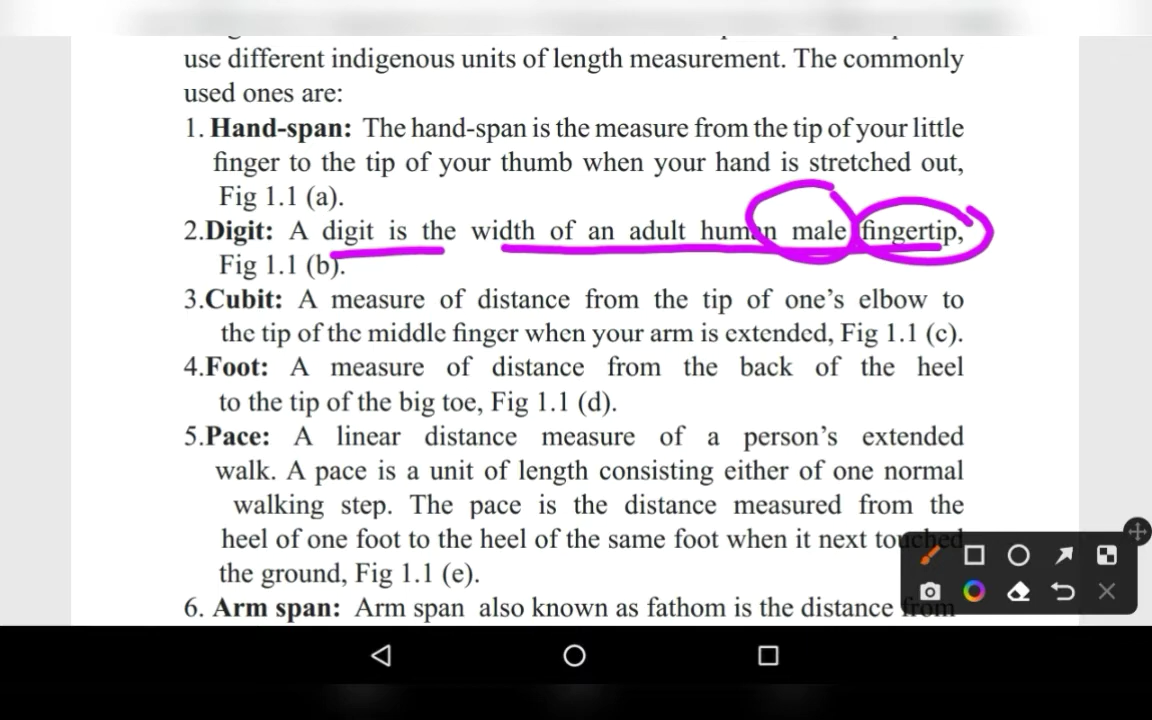 use different indigenous units of length measurement. The commonly
used ones are:
1. Hand-span: The hand-span is the measure from the tip of your little
finger to the tip of your thumb when your hand is stretched out,
Fig 1.1 (a).
2.Digit: A digit is the width of an adult human male fingertip,
Fig 1.1 (b).
3.Cubit: A measure of distance from the tip of one’s elbow to
the tip of the middle finger when your arm is extended, Fig 1.1 (c).
4.Foot: A measure of distance from the back of the heel
to the tip of the big toe, Fig 1.1 (d).
5.Pace: A linear distance measure of a person’s extended
walk. A pace is a unit of length consisting either of one normal
walking step. The pace is the distance measured from the
heel of one foot to the heel of the same foot when it next touched
the ground, Fig 1.1 (e).
6. Arm span: Arm span also known as fathom is the distance from